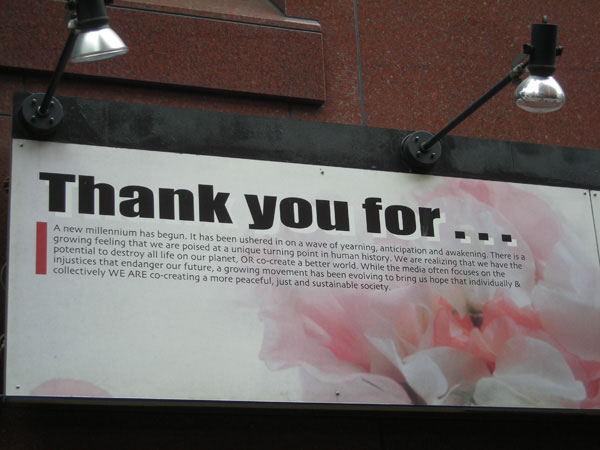 Thank you for . . .
A new millennium has begun. It has been ushered in on a wave of yearning, anticipation and awakening. There is a
growing feeling that we are poised at a unique turning point in human history. We are realizing that we have the
potential to destroy all life on our planet, OR co-create a better world. While the media often focuses on the
injustices that endanger our future, a growing movement has been evolving to bring us hope that individually &
collectively WE ARE co-creating a more peaceful, just and sustainable society.